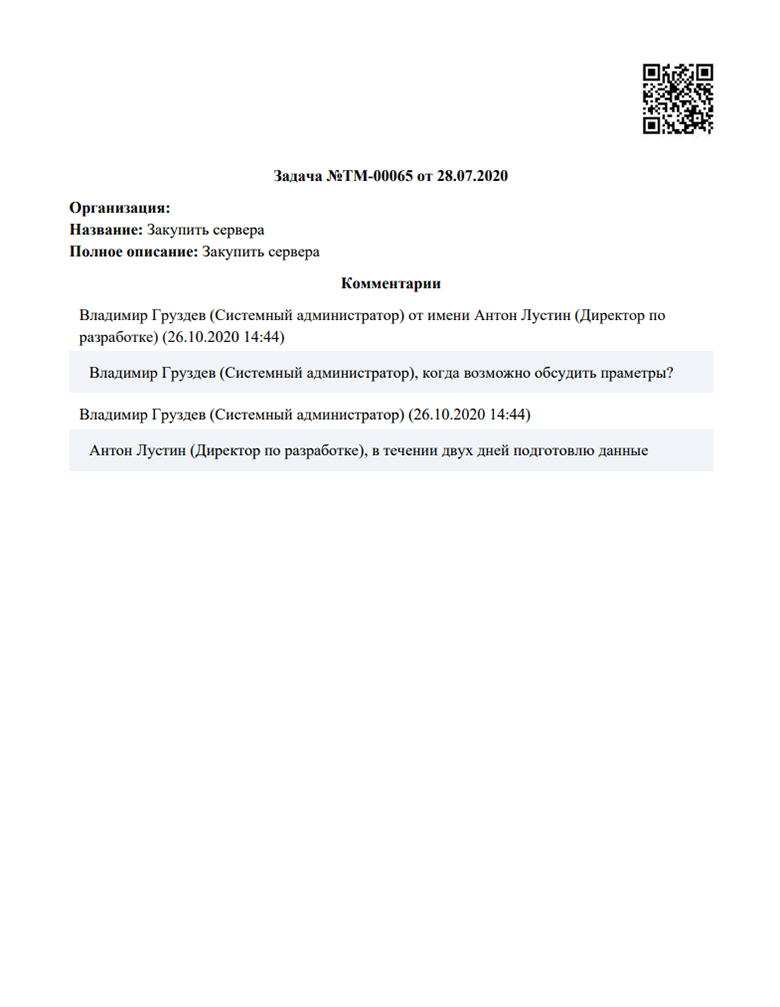 Задача №ТМ-00065 от 28.07.2020
Организация:
Название: Закупить сервера
Полное описание: Закупить сервера
Комментарии
Владимир Груздев (Системный администратор) от имени Антон Лустин (Директор по
разработке) (26.10.2020 14:44)
Владимир Груздев (Системный администратор), когда возможно обсудить праметры?
Владимир Груздев (Системный администратор) (26.10.2020 14:44)
Антон Лустин (Директор по разработке), в течении двух дней подготовлю данные